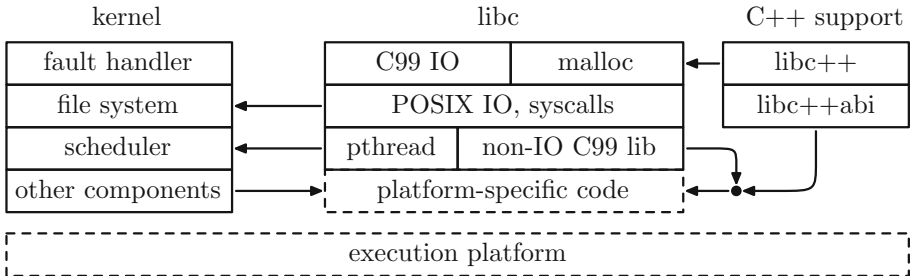 kernel libc C++ support
fault handler C99 IO malloc libc++
file system POSIX IO, syscalls libc++abi
scheduler pthread non-IO C99 lib
other components platform-specific code
execution platform